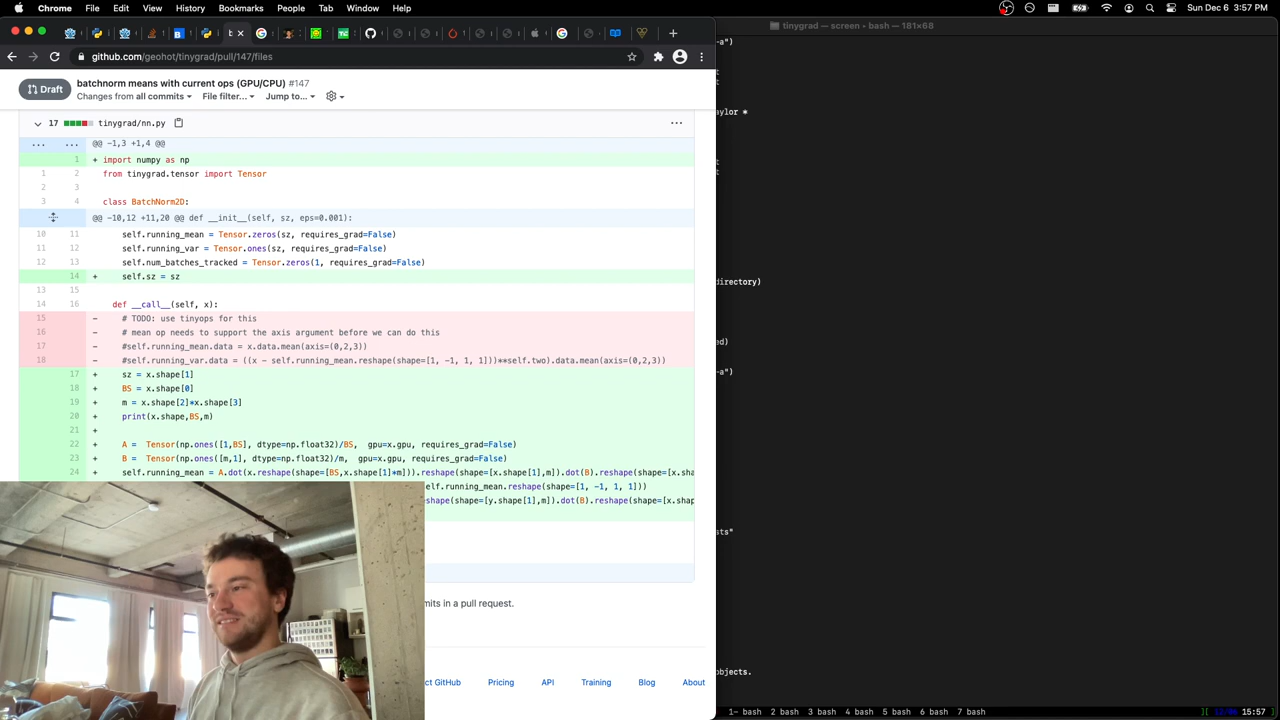 Chrome File Edit View History Bookmarks People Tab Window Help
Sun Dec 6 3:57 PM
tinygrad — screen • bash — 181×68
github.com/geohot/tinygrad/pull/147/files
Draft
batchnorm means with current ops (GPU/CPU) #147
Changes from all commits File filter... Jump to...
17 tinygrad/nn.py
@@ -1,3 +1,4 @@
1 + import numpy as np
1 2 from tinygrad.tensor import Tensor
2 3
3 4 class BatchNorm2D:
@@ -10,12 +11,20 @@ def __init__(self, sz, eps=0.001):
10 11 self.running_mean = Tensor.zeros(sz, requires_grad=False)
11 12 self.running_var = Tensor.ones(sz, requires_grad=False)
12 13 self.num_batches_tracked = Tensor.zeros(1, requires_grad=False)
14 + self.sz = sz
13 15
14 16 def __call__(self, x):
15 - # TODO: use tinyops for this
16 - # mean op needs to support the axis argument before we can do this
17 - #self.running_mean.data = x.data.mean(axis=(0,2,3))
18 - #self.running_var.data = ((x - self.running_mean.reshape(shape=[1, -1, 1, 1]))**self.two).data.mean(axis=(0,2,3))
17 + sz = x.shape[1]
18 + BS = x.shape[0]
19 + m = x.shape[2]*x.shape[3]
20 + print(x.shape,BS,m)
21 +
22 + A = Tensor(np.ones([1,BS], dtype=np.float32)/BS, gpu=x.gpu, requires_grad=False)
23 + B = Tensor(np.ones([m,1], dtype=np.float32)/m, gpu=x.gpu, requires_grad=False)
24 + self.running_mean = A.dot(x.reshape(shape=[BS,x.shape[1]*m])).reshape(shape=[x.shape[1],m]).dot(B).reshape(shape=[x.sha
elf.running_mean.reshape(shape=[1, -1, 1, 1]))
eshape(shape=[y.shape[1],m]).dot(B).reshape(shape=[x.shap
mits in a pull request.
ct GitHub Pricing API Training Blog About
-a")
t
t
aylor *
t
t
directory)
ed)
-a")
sts"
objects.
1- bash 2 bash 3 bash 4 bash 5 bash 6 bash 7 bash
15:57